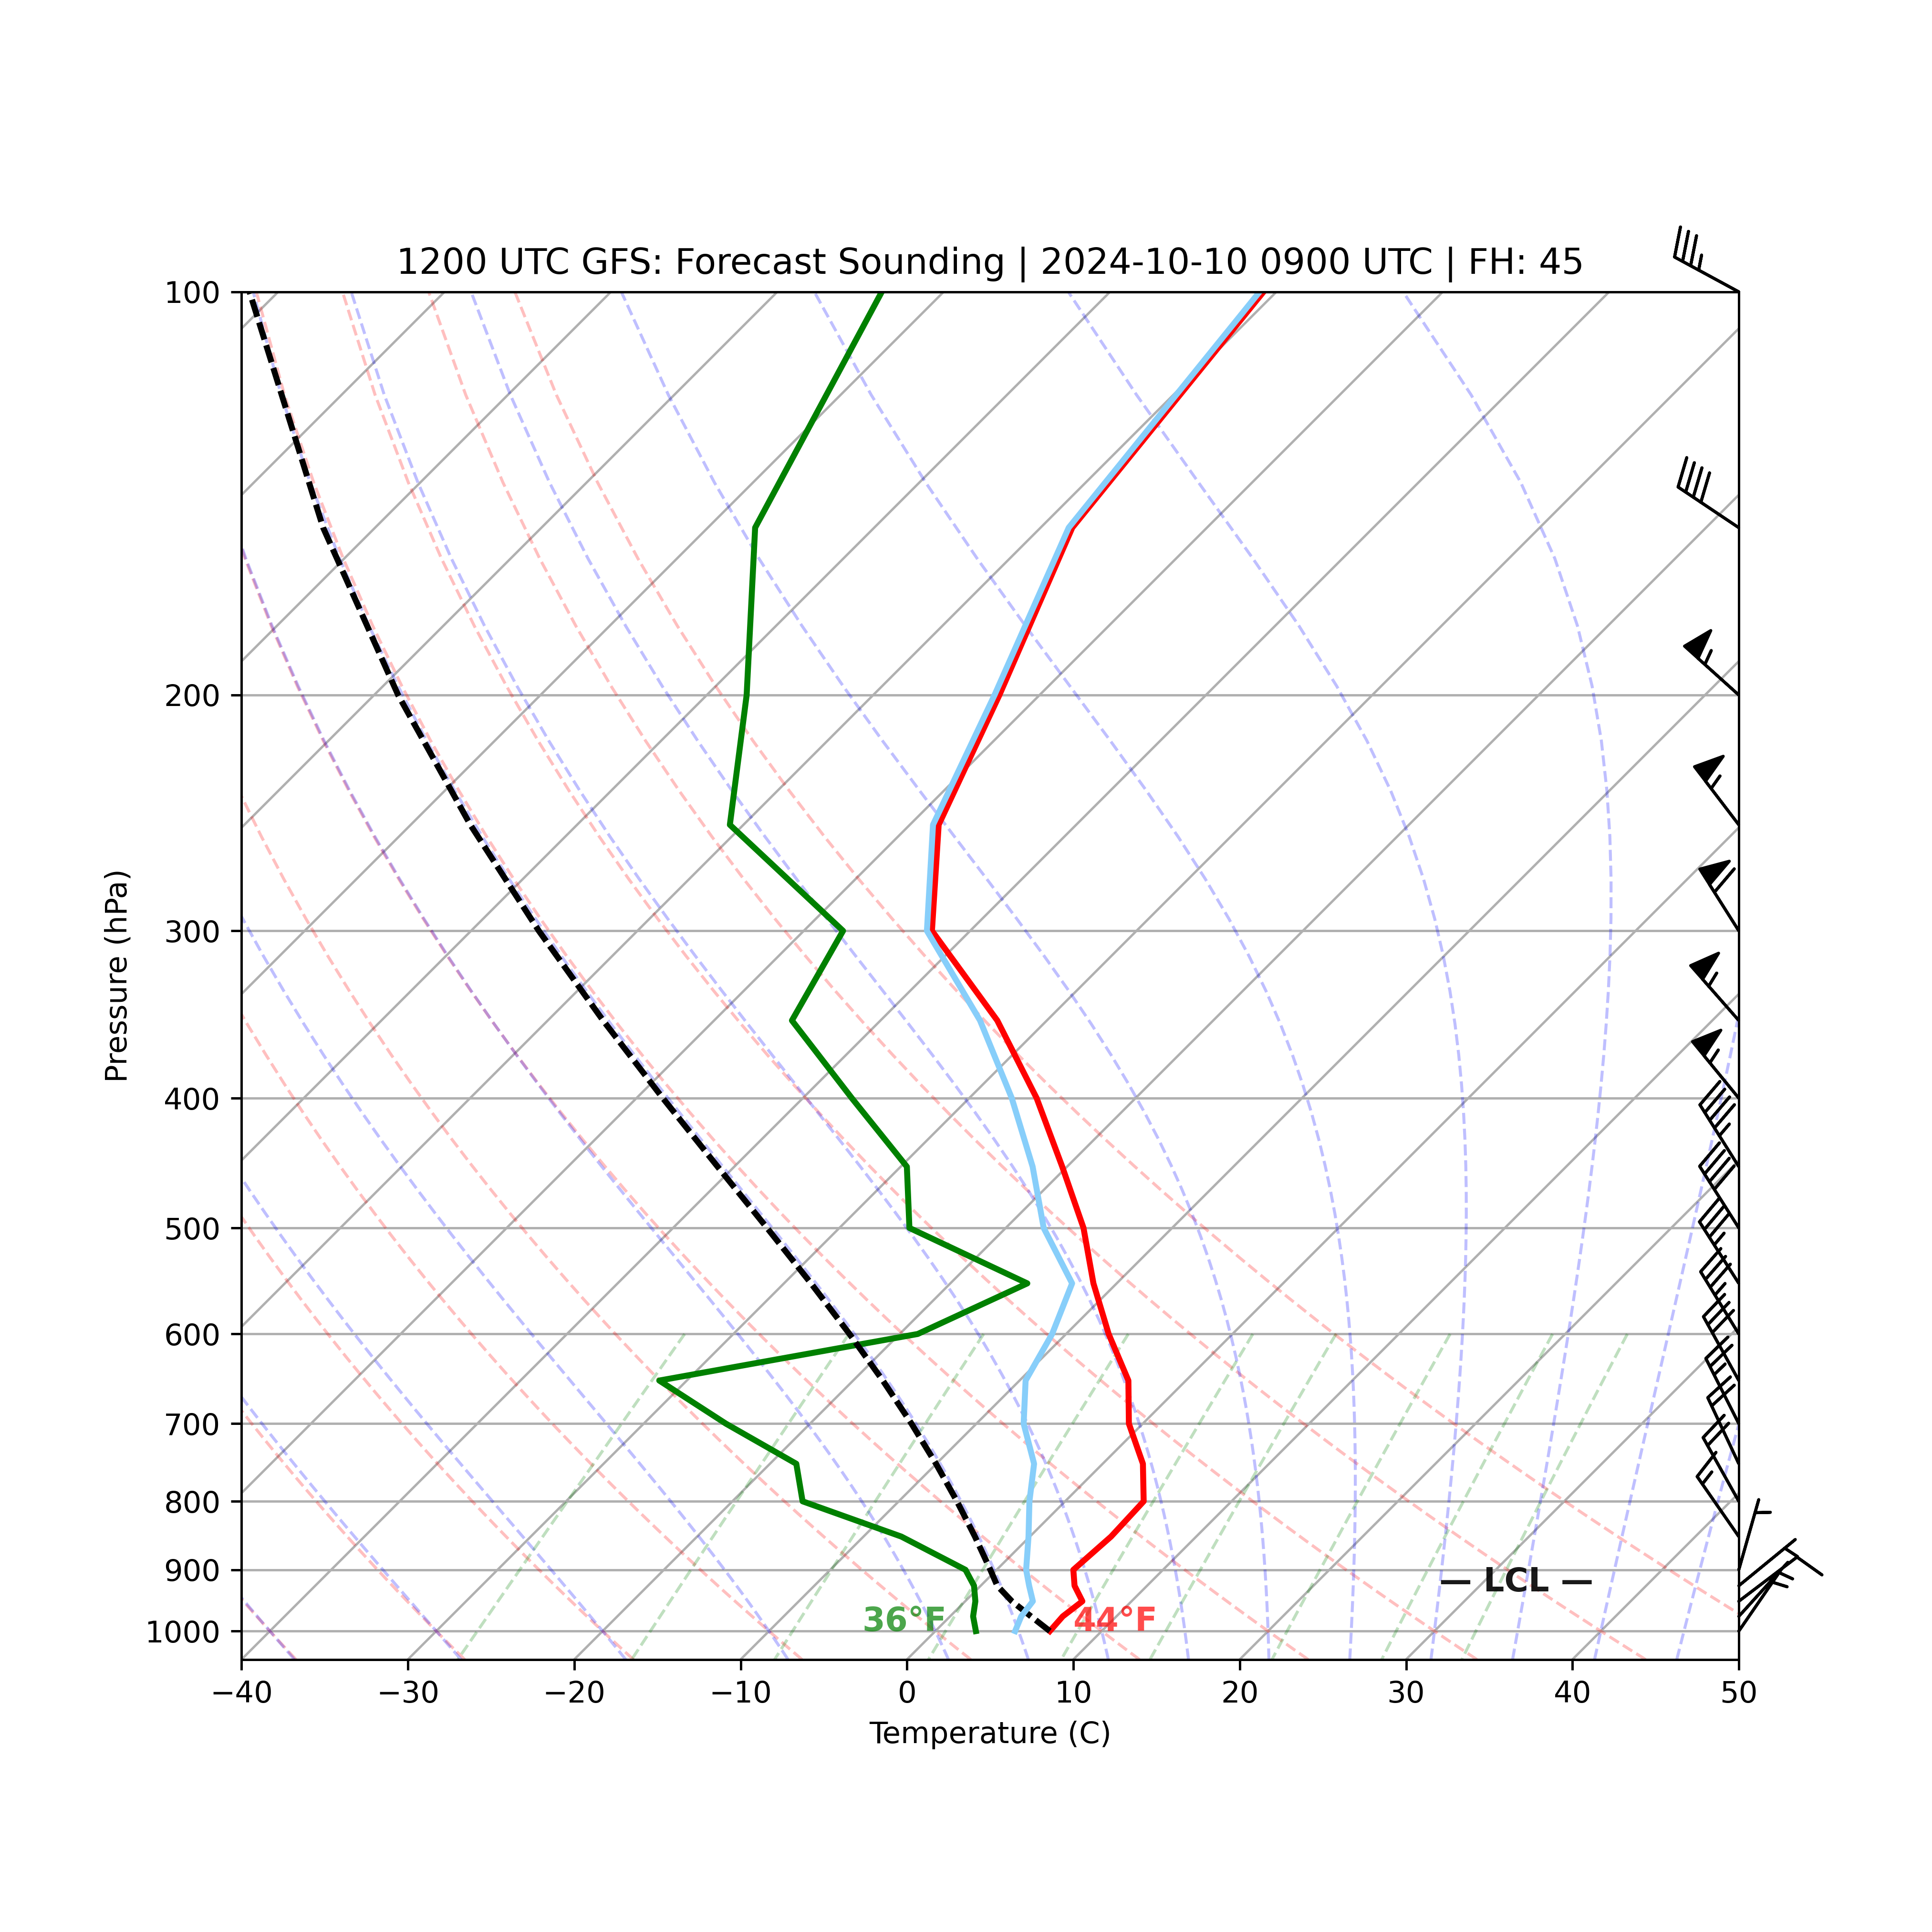 1200 UTC GFS: Forecast Sounding | 2024-10-10 0900 UTC | FH: 45
100
200
300
400
500
600
700
800
900
1000
Pressure (hPa)
— LCL —
36°F
44°F
−40 −30 −20 −10 0 10 20 30 40 50
Temperature (C)